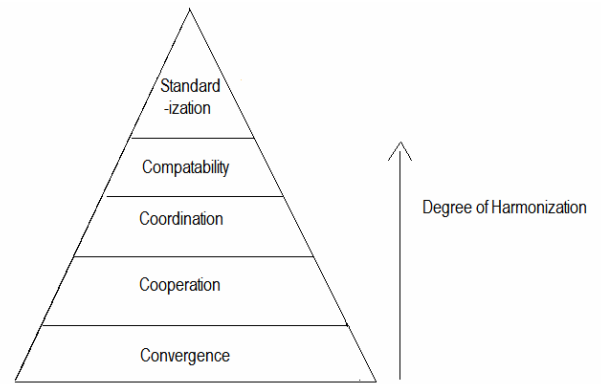 Standard
-ization
Compatability
Coordination
Degree of Harmonization
Cooperation
Convergence